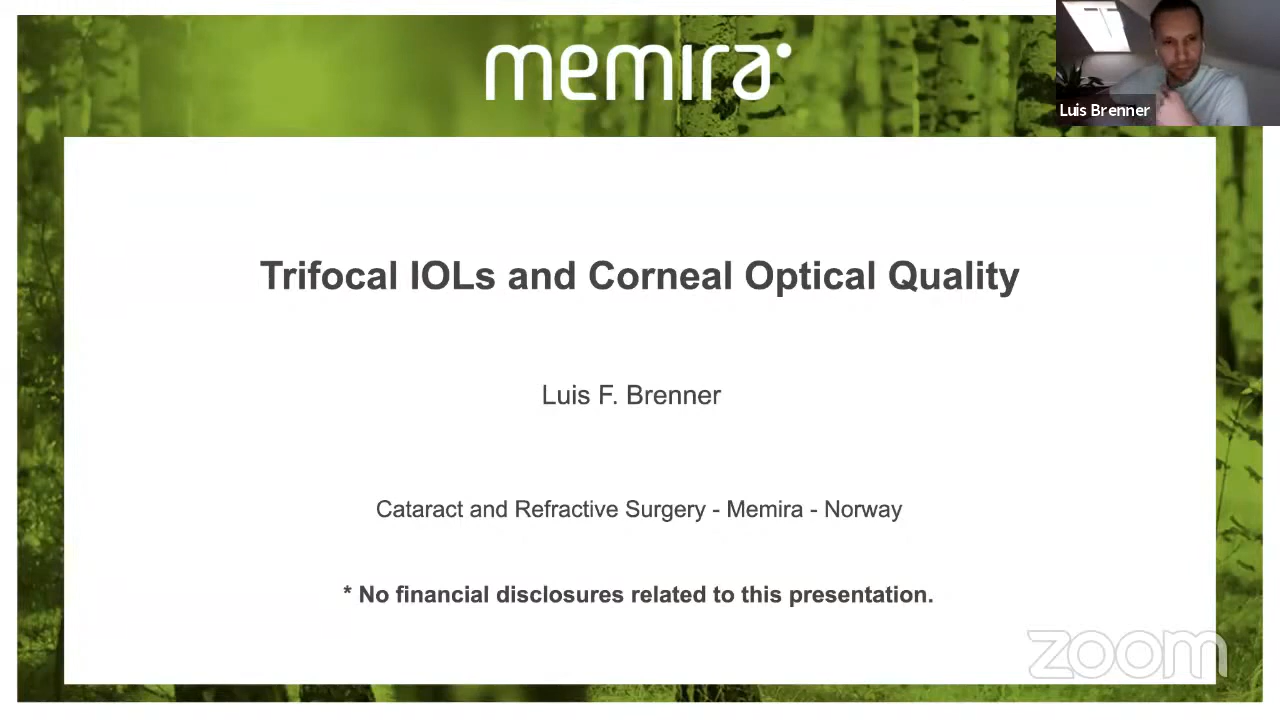 memira
Luis Brenner
Trifocal IOLs and Corneal Optical Quality
Luis F. Brenner
Cataract and Refractive Surgery - Memira - Norway
* No financial disclosures related to this presentation.
zoom